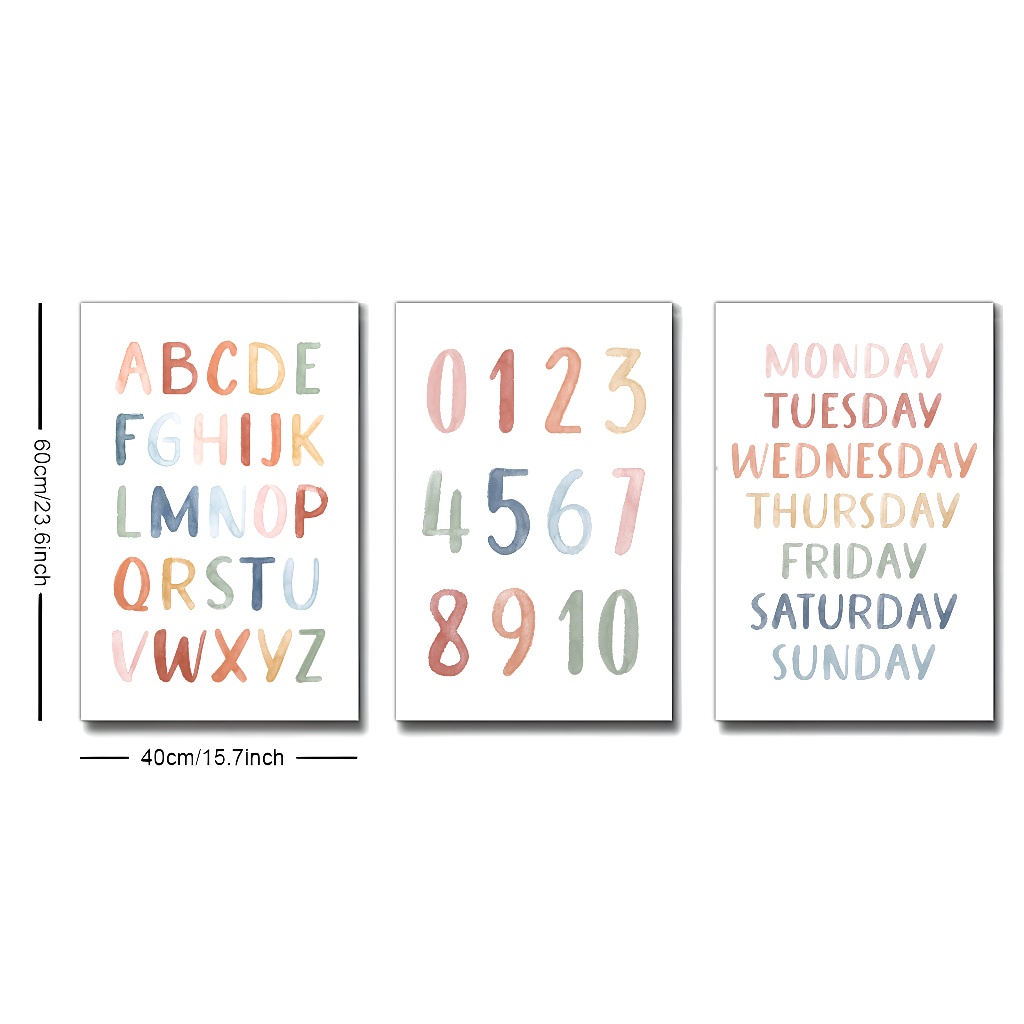 ABCDE
FGHIJK
LMNOP
QRSTU
VWXYZ
0123
4567
8910
MONDAY
TUESDAY
WEDNESDAY
THURSDAY
FRIDAY
SATURDAY
SUNDAY
60cm/23.6inch
40cm/15.7inch